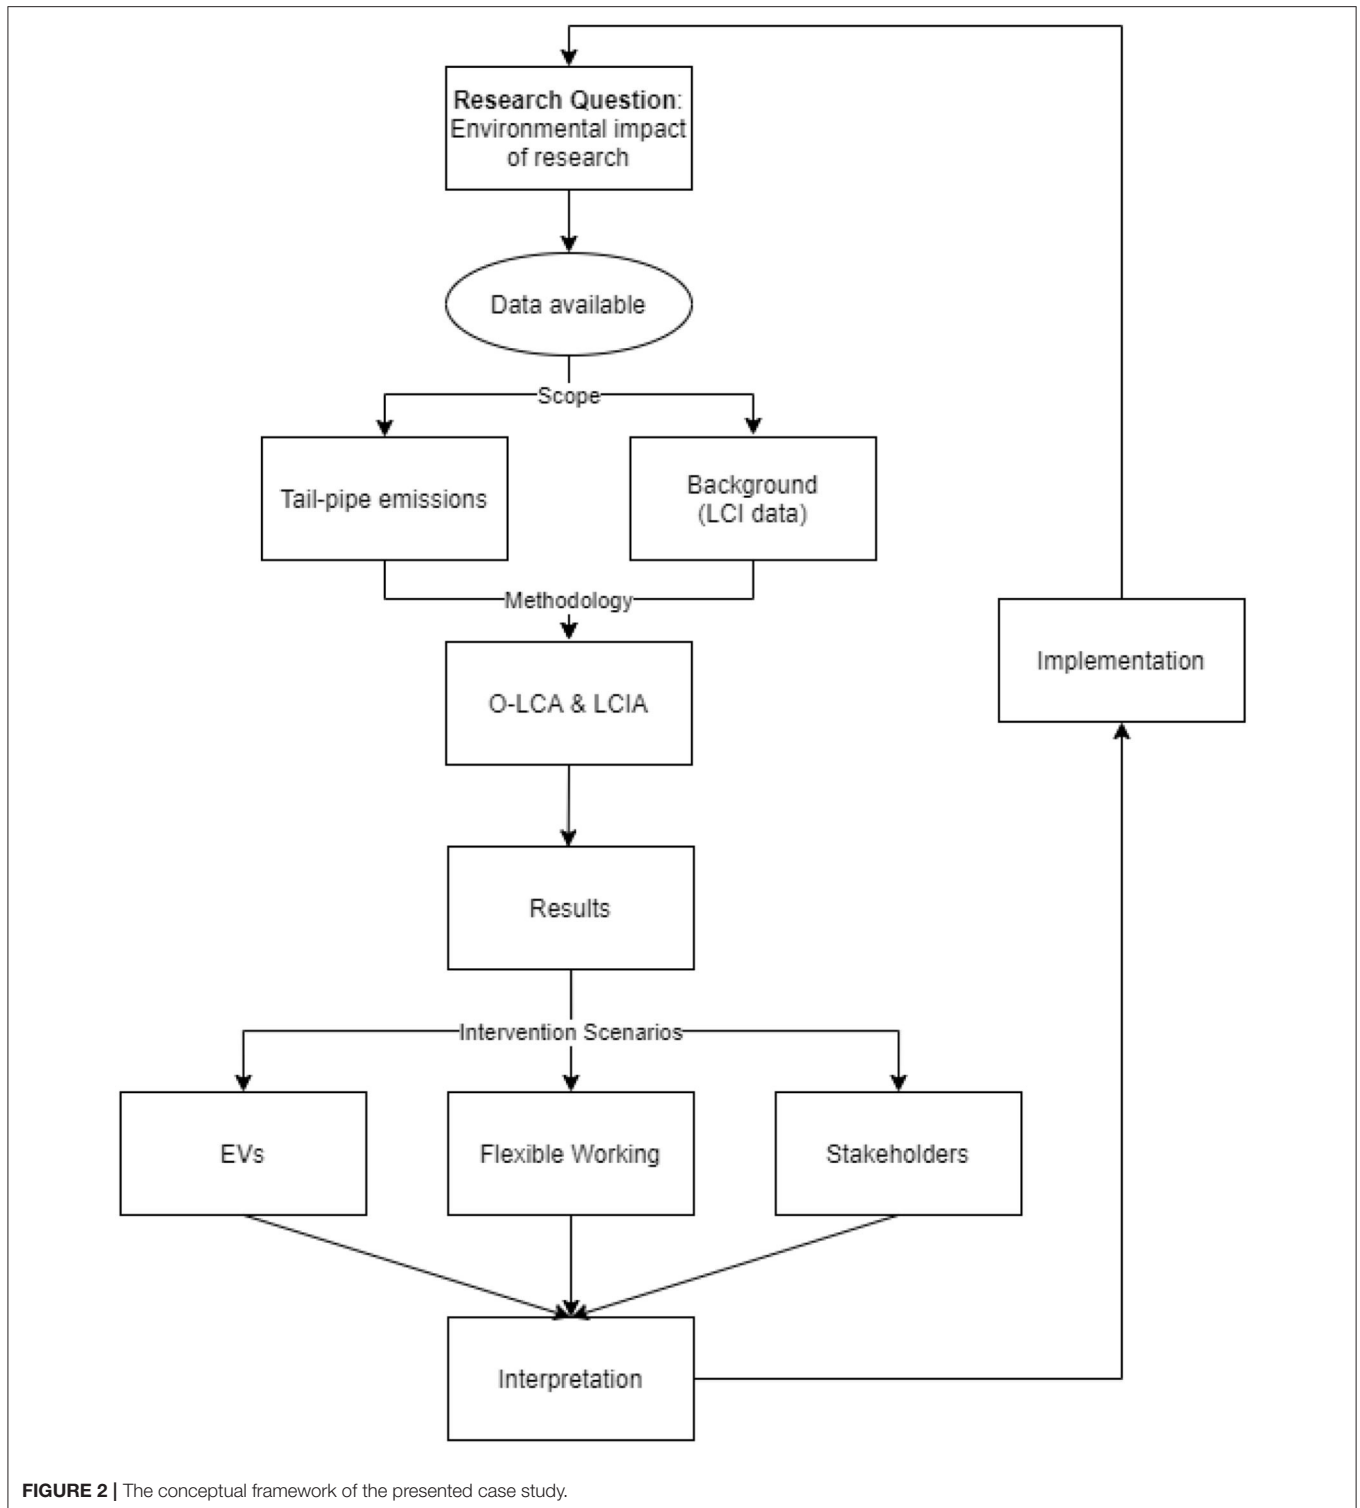 Research Question:
Environmental impact
of research
Data available
Scope
Tail-pipe emissions
Background
(LCI data)
Methodology
Implementation
O-LCA & LCIA
Results
Intervention Scenarios
EVs
Flexible Working
Stakeholders
Interpretation
FIGURE 2 | The conceptual framework of the presented case study.